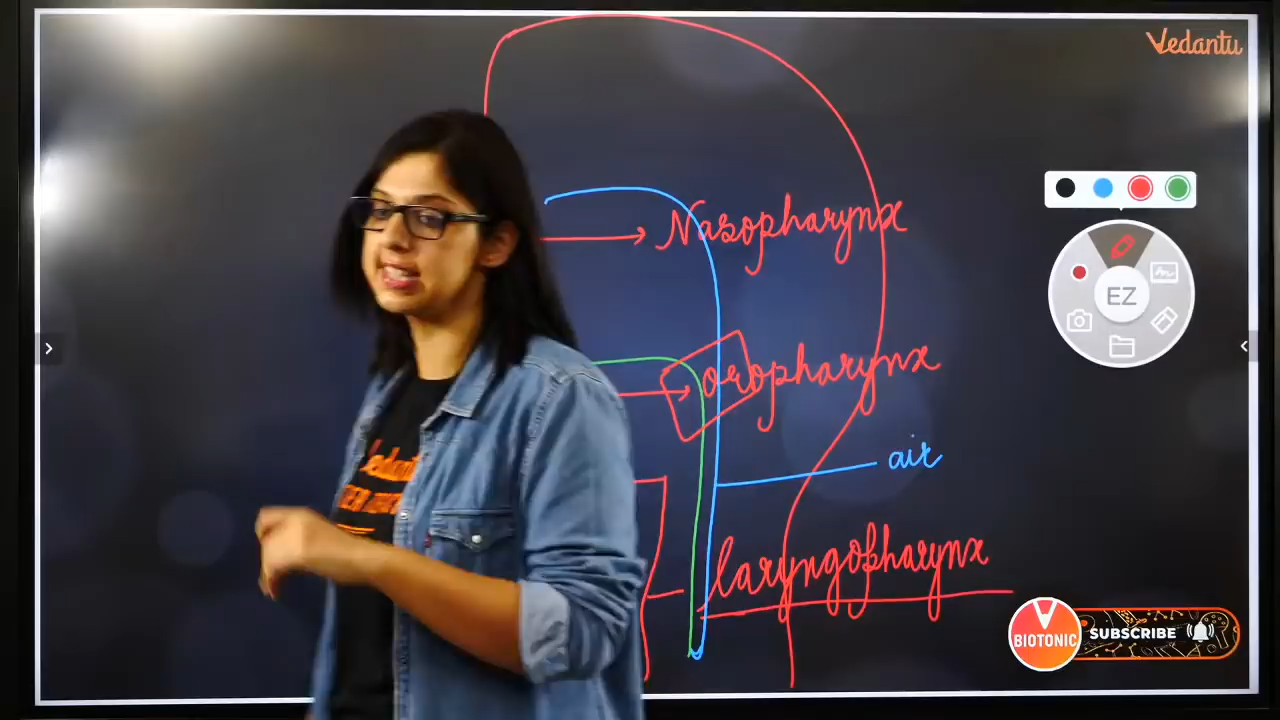 Vedantu
Nasopharynx
EZ
oropharynx
air
laryngopharynx
BIOTONIC
SUBSCRIBE